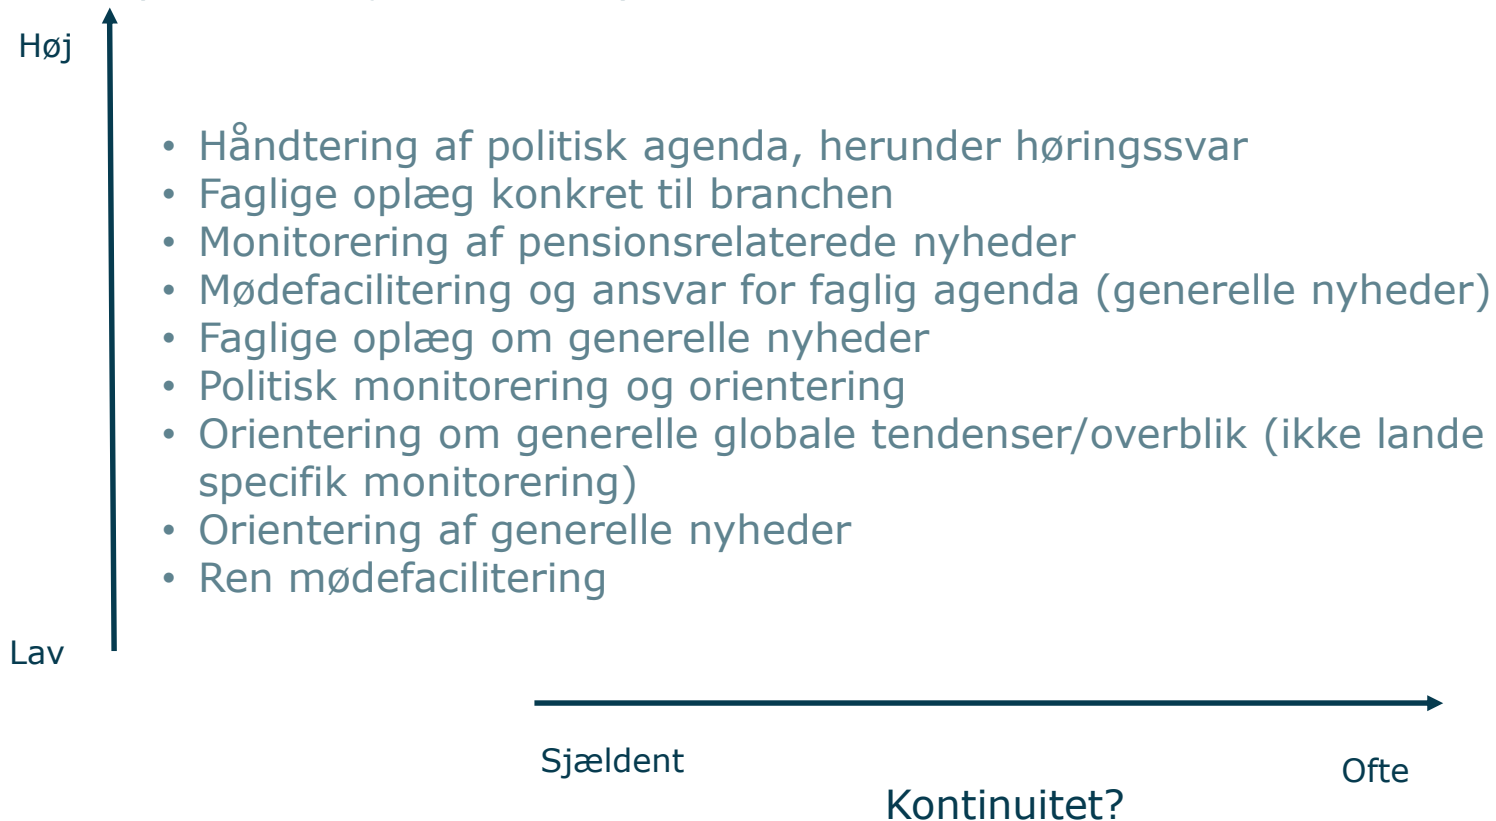 Høj
• Håndtering af politisk agenda, herunder høringssvar
• Faglige oplæg konkret til branchen
• Monitorering af pensionsrelaterede nyheder
• Mødefacilitering og ansvar for faglig agenda (generelle nyheder)
• Faglige oplæg om generelle nyheder
• Politisk monitorering og orientering
• Orientering om generelle globale tendenser/overblik (ikke lande
specifik monitorering)
• Orientering af generelle nyheder
• Ren mødefacilitering
Lav
Sjældent
Ofte
Kontinuitet?